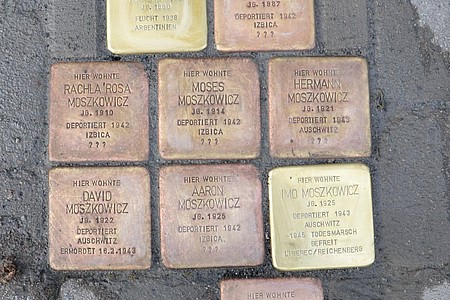 JG. 1887
FLUCHT 1938
DEPORTIERT 1942
ARGENTINIEN
IZBICA
? ? ?
HIER WOHNTE
RACHLA 'ROSA'
MOSZKOWICZ
JG. 1910
DEPORTIERT 1942
IZBICA
? ? ?
HIER WOHNTE
MOSES
MOSZKOWICZ
JG. 1914
DEPORTIERT 1942
IZBICA
? ? ?
HIER WOHNTE
HERMANN
MOSZKOWICZ
JG. 1921
DEPORTIERT 1943
AUSCHWITZ
? ? ?
HIER WOHNTE
DAVID
MOSZKOWICZ
JG. 1922
DEPORTIERT
AUSCHWITZ
ERMORDET 16.2.1943
HIER WOHNTE
AARON
MOSZKOWICZ
JG. 1925
DEPORTIERT 1942
IZBICA
? ? ?
HIER WOHNTE
IMO MOSZKOWICZ
JG. 1925
DEPORTIERT 1943
AUSCHWITZ
1945 TODESMARSCH
BEFREIT
LIBEREC/REICHENBERG
HIER WOHNTE